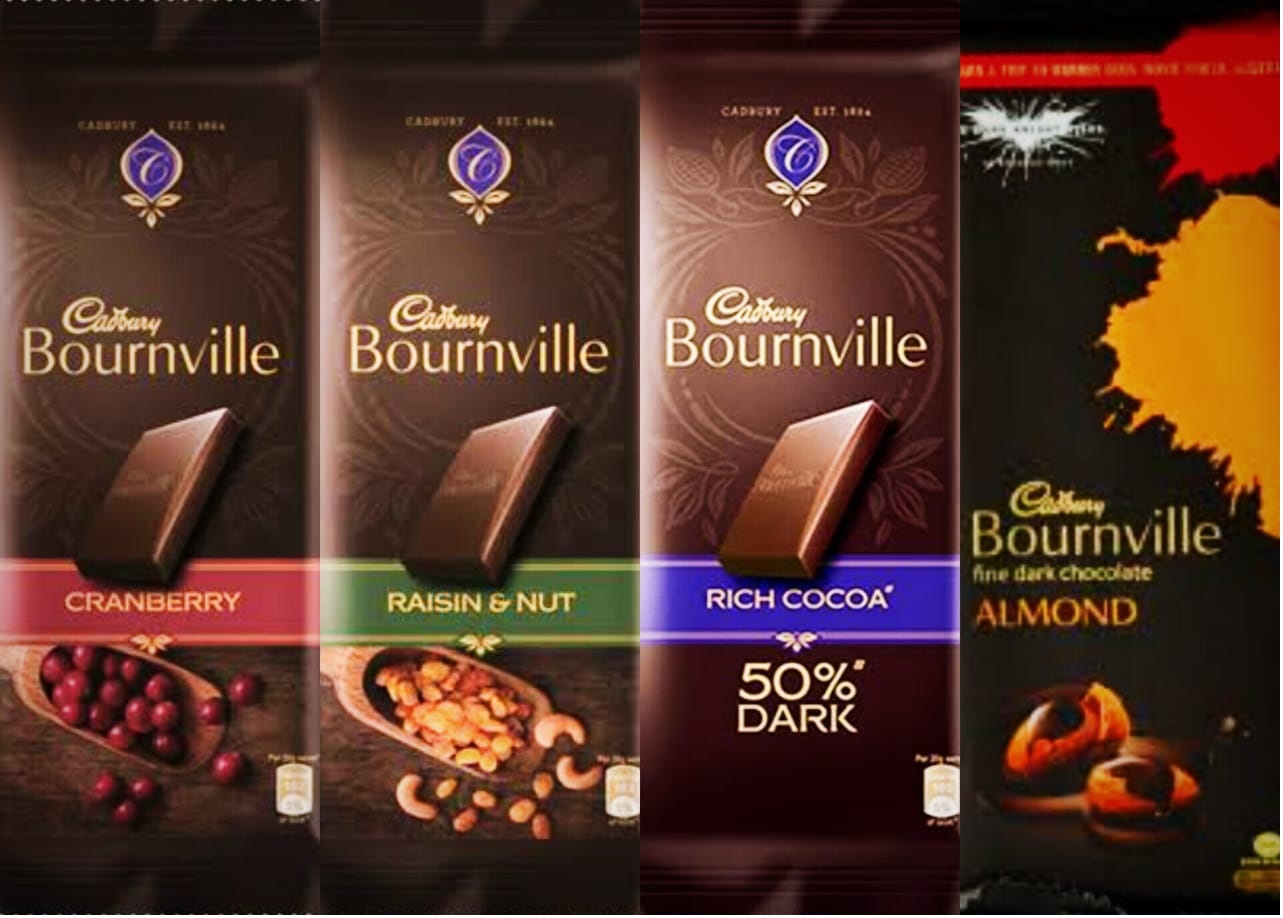 CADBURY EST. 1824
C
Cadbury
Bournville
CRANBERRY
CADBURY EST. 1824
C
Cadbury
Bournville
RAISIN & NUT
CADBURY EST. 1824
C
Cadbury
Bournville
RICH COCOA
50%
DARK
Cadbury
Bournville
fine dark chocolate
ALMOND